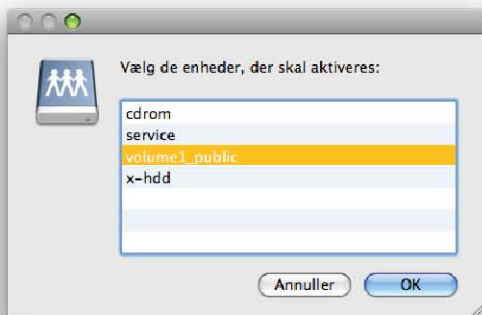 Vælg de enheder, der skal aktiveres:
cdrom
service
volume1_public
x-hdd
Annuller
OK